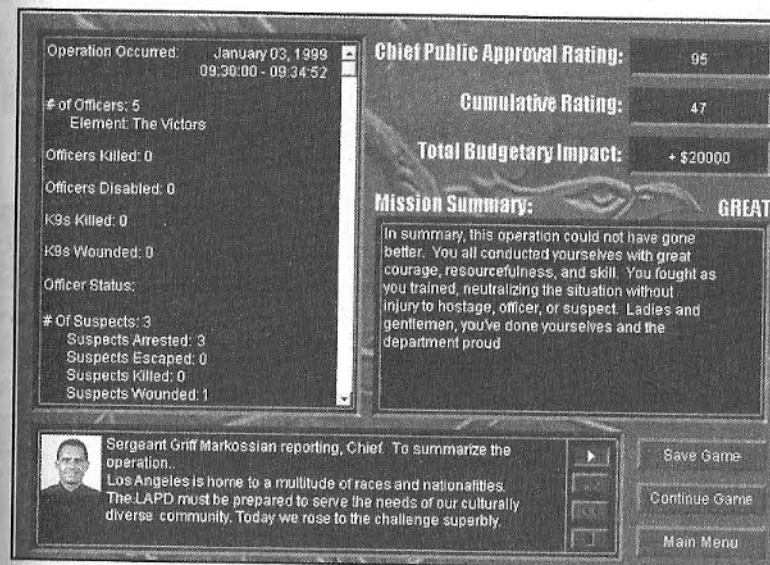 Operation Occurred: January 03, 1999
09:30:00 - 09:34:52
# of Officers: 5
Element: The Victors
Officers Killed: 0
Officers Disabled: 0
K9s Killed: 0
K9s Wounded: 0
Officer Status:
# Of Suspects: 3
Suspects Arrested: 3
Suspects Escaped: 0
Suspects Killed: 0
Suspects Wounded: 1
Chief Public Approval Rating: 95
Cumulative Rating: 47
Total Budgetary Impact: + $20000
Mission Summary: GREAT
In summary, this operation could not have gone
better. You all conducted yourselves with great
courage, resourcefulness, and skill. You fought as
you trained, neutralizing the situation without
injury to hostage, officer, or suspect. Ladies and
gentlemen, you've done yourselves and the
department proud
Sergeant Griff Markossian reporting, Chief. To summarize the
operation..
Los Angeles is home to a multitude of races and nationalities.
The LAPD must be prepared to serve the needs of our culturally
diverse community. Today we rose to the challenge superbly.
Save Game
Continue Game
Main Menu